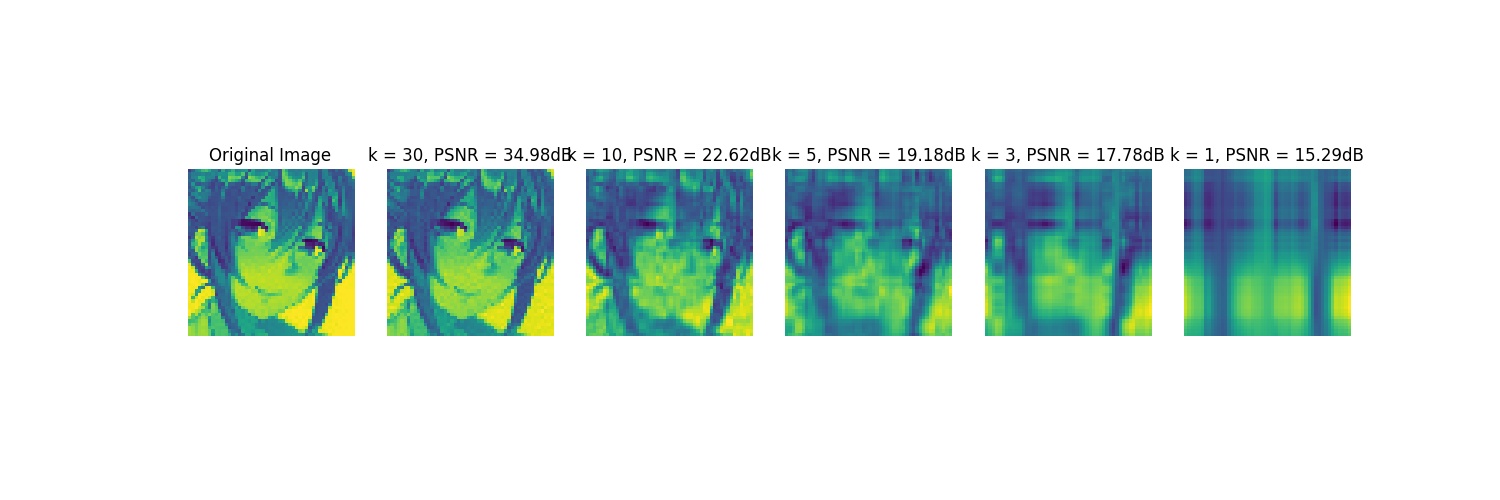 Original Image
k = 30, PSNR = 34.98dB
k = 10, PSNR = 22.62dB
k = 5, PSNR = 19.18dB
k = 3, PSNR = 17.78dB
k = 1, PSNR = 15.29dB